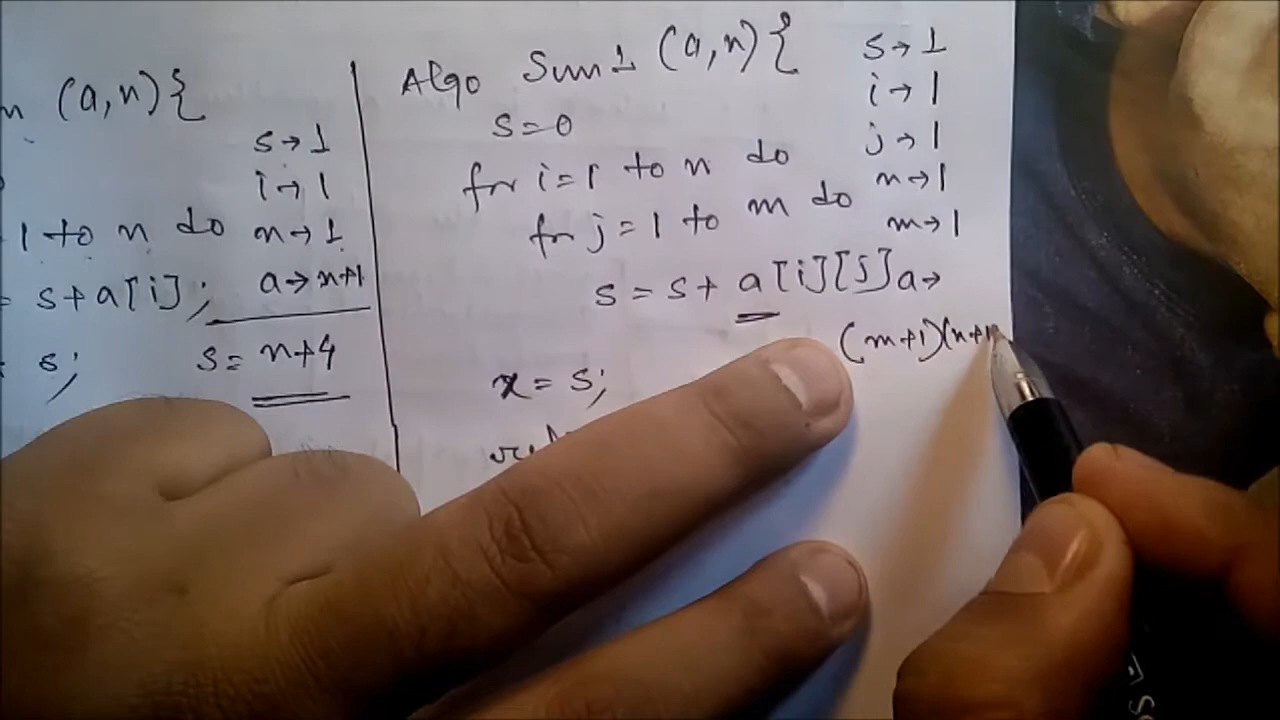 n (a,n){
s→1
i→1
1 to n do n→1
= s+a[i]; a→n+1
s; s= n+4
Algo Sum1 (a,n){ s→1
s=0 i→1
for i=1 to n do j→1
n→1
for j=1 to m do m→1
s = s+ a[i][j] a→
(m+1)(n+1
x = s;